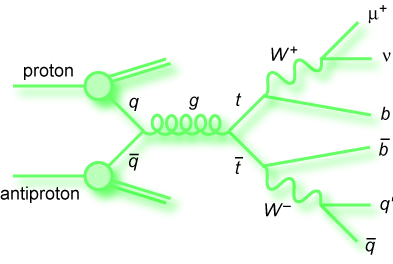 μ⁺
W⁺
ν
proton
q
g
t
b
q̅
t̅
b̅
antiproton
W⁻
q'
q̅